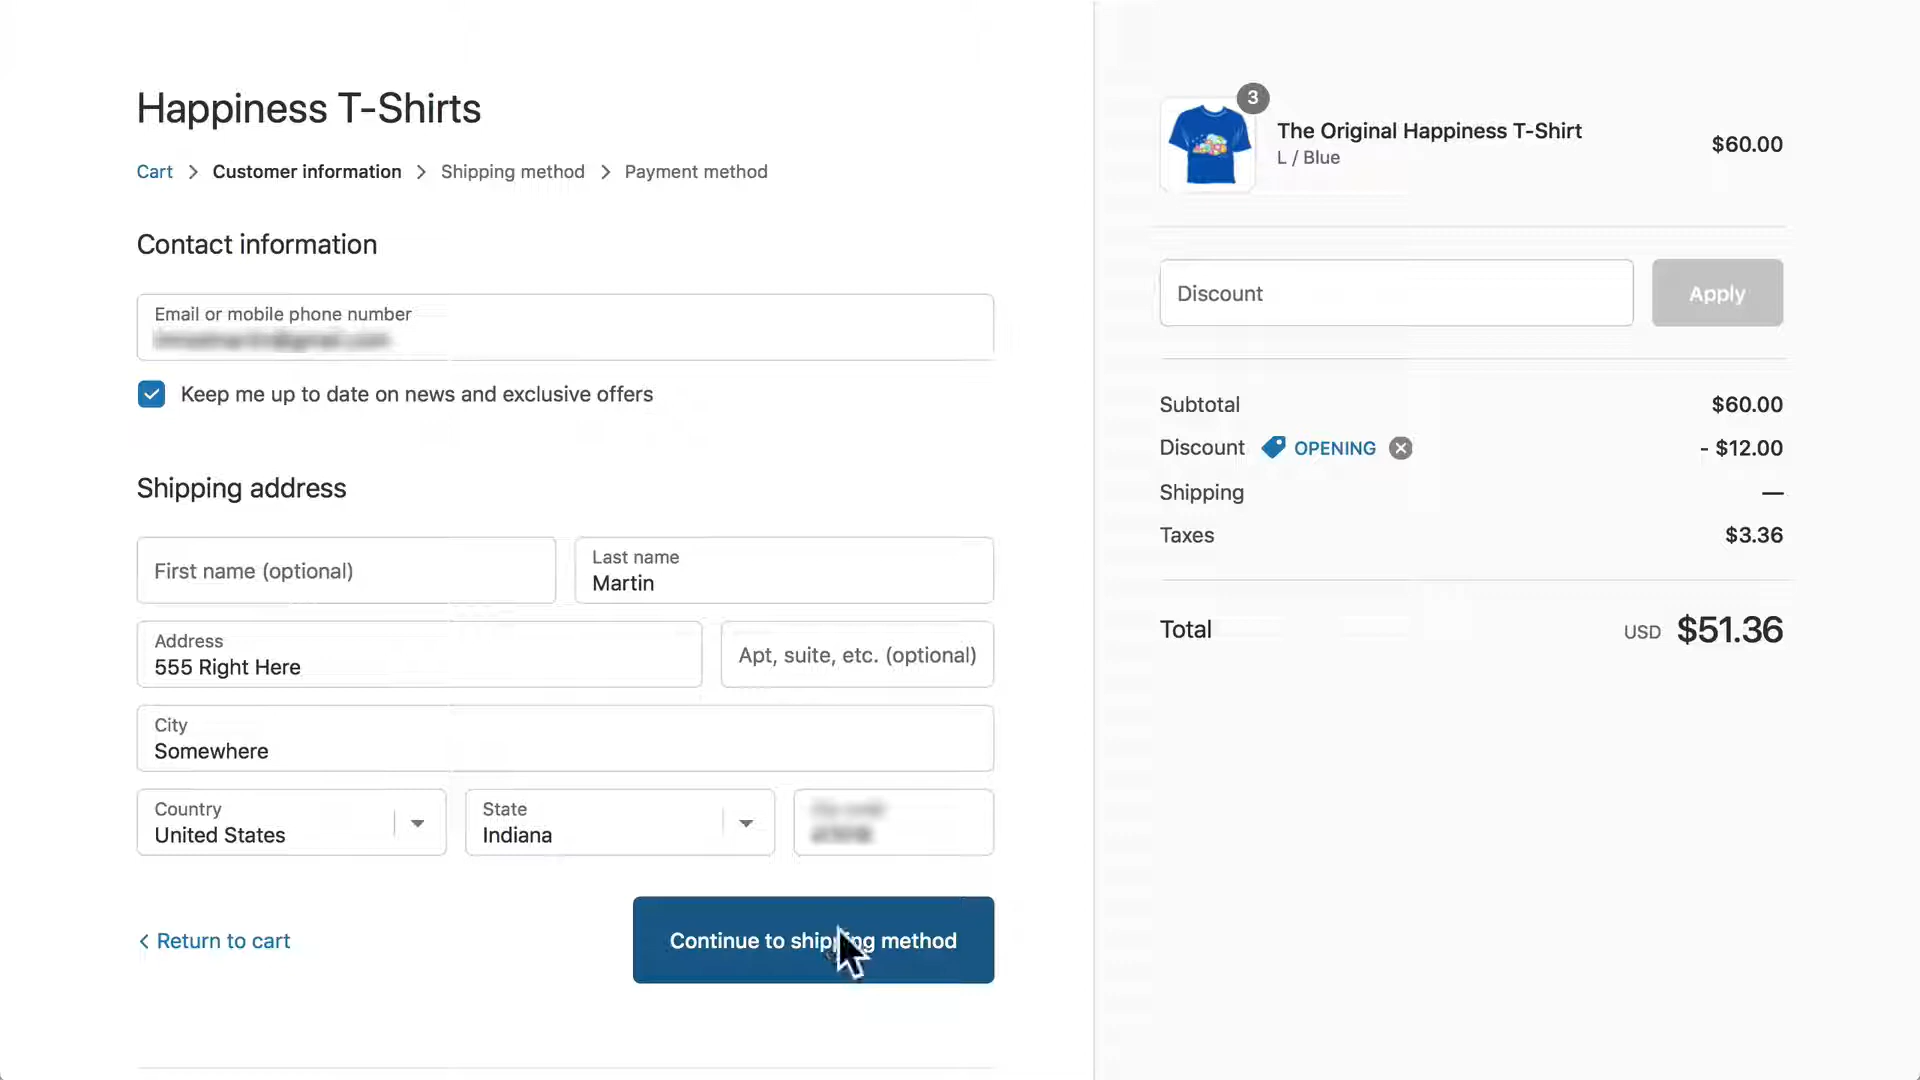 Happiness T-Shirts
Cart > Customer information > Shipping method > Payment method
Contact information
Email or mobile phone number
Keep me up to date on news and exclusive offers
Shipping address
First name (optional)
Last name
Martin
Address
555 Right Here
Apt, suite, etc. (optional)
City
Somewhere
Country
United States
State
Indiana
< Return to cart
Continue to shipping method
3
The Original Happiness T-Shirt
L / Blue
$60.00
Discount
Apply
Subtotal $60.00
Discount OPENING - $12.00
Shipping —
Taxes $3.36
Total USD $51.36